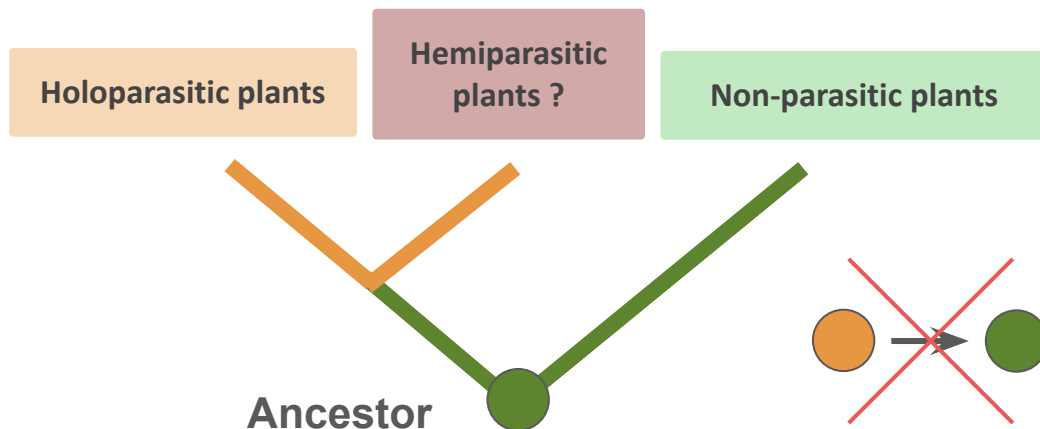 Holoparasitic plants
Hemiparasitic
plants ?
Non-parasitic plants
Ancestor